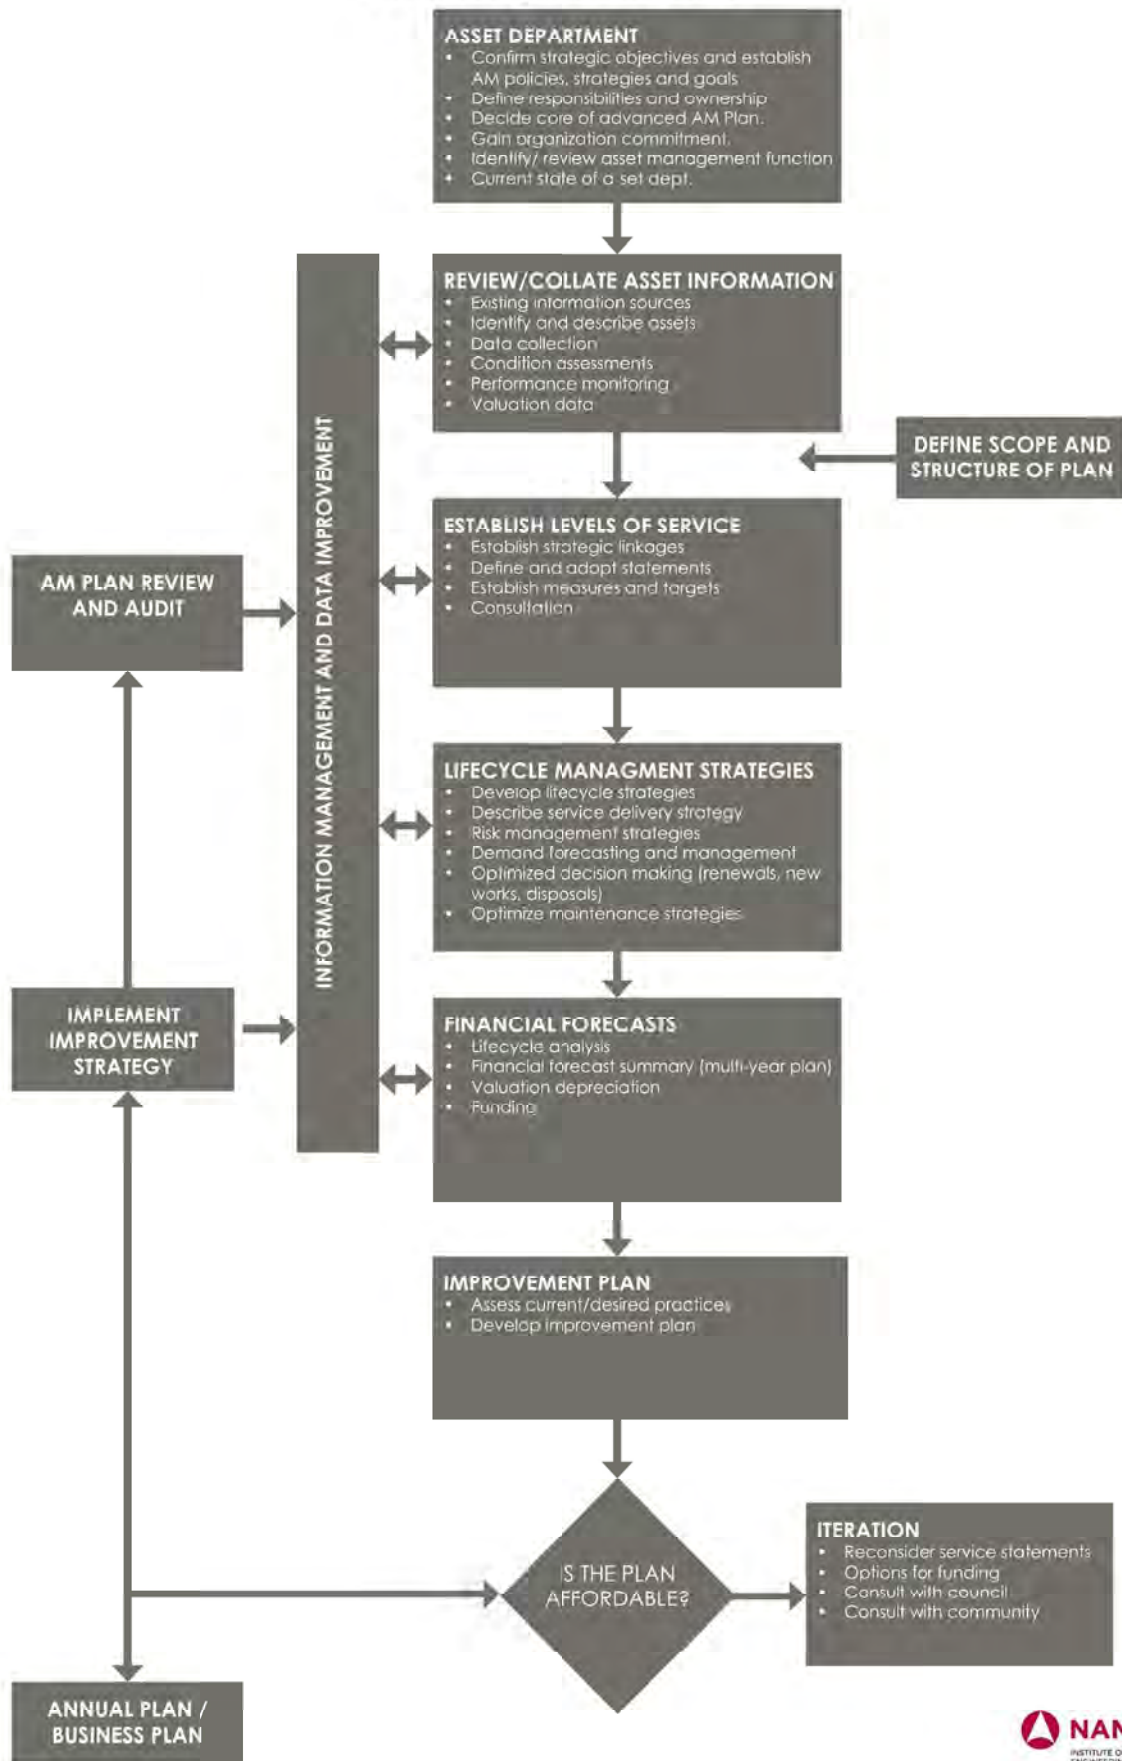 ASSET DEPARTMENT
• Confirm strategic objectives and establish
AM policies, strategies and goals
• Define responsibilities and ownership
• Decide core of advanced AM Plan.
• Gain organization commitment.
• Identify/ review asset management function
• Current state of a set dept.
REVIEW/COLLATE ASSET INFORMATION
• Existing information sources
• Identify and describe assets
• Data collection
• Condition assessments
• Performance monitoring
• Valuation data
DEFINE SCOPE AND
STRUCTURE OF PLAN
INFORMATION MANAGEMENT AND DATA IMPROVEMENT
ESTABLISH LEVELS OF SERVICE
• Establish strategic linkages
• Define and adopt statements
• Establish measures and targets
• Consultation
AM PLAN REVIEW
AND AUDIT
LIFECYCLE MANAGMENT STRATEGIES
• Develop lifecycle strategies
• Describe service delivery strategy
• Risk management strategies
• Demand forecasting and management
• Optimized decision making (renewals, new
works, disposals)
• Optimize maintenance strategies
IMPLEMENT
IMPROVEMENT
STRATEGY
FINANCIAL FORECASTS
• Lifecycle analysis
• Financial forecast summary (multi-year plan)
• Valuation depreciation
• Funding
IMPROVEMENT PLAN
• Assess current/desired practices
• Develop improvement plan
IS THE PLAN
AFFORDABLE?
ITERATION
• Reconsider service statements
• Options for funding
• Consult with council
• Consult with community
ANNUAL PLAN /
BUSINESS PLAN
NAM
INSTITUTE O